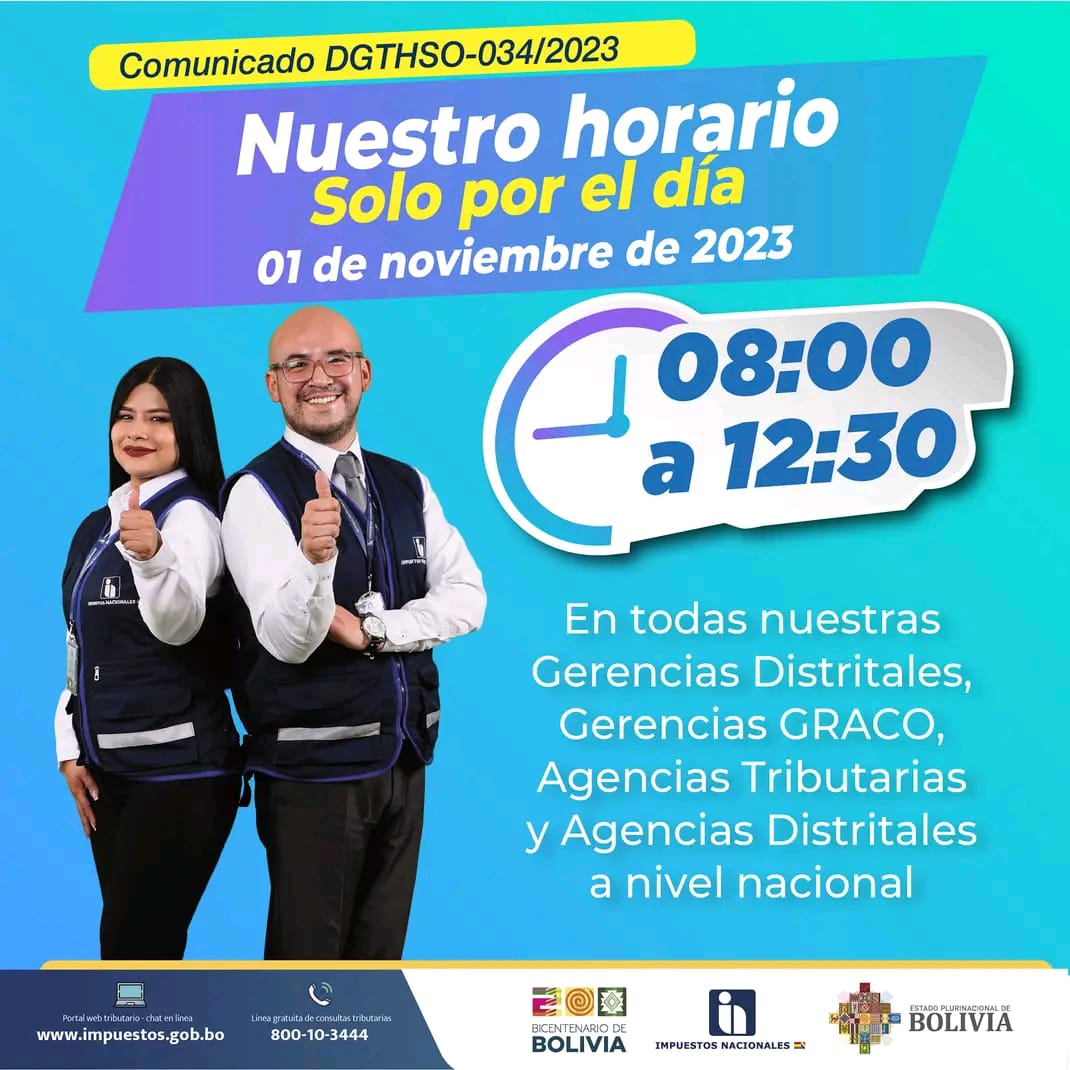 Comunicado DGTHSO-034/2023
Nuestro horario
Solo por el día
01 de noviembre de 2023
08:00
a 12:30
IMPUESTOS NACIONALES
En todas nuestras
Gerencias Distritales,
Gerencias GRACO,
Agencias Tributarias
y Agencias Distritales
a nivel nacional
Portal web tributario - chat en línea
www.impuestos.gob.bo
Línea gratuita de consultas tributarias
800-10-3444
BICENTENARIO DE
BOLIVIA
IMPUESTOS NACIONALES
ESTADO PLURINACIONAL DE
BOLIVIA